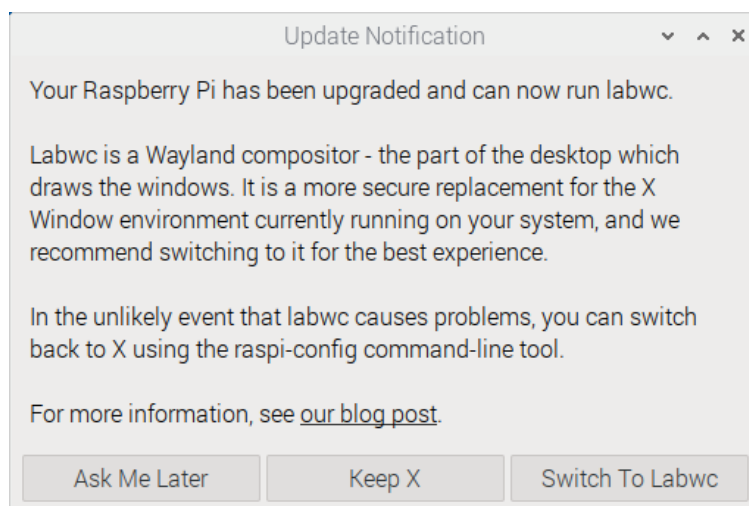 Update Notification
Your Raspberry Pi has been upgraded and can now run labwc.
Labwc is a Wayland compositor - the part of the desktop which
draws the windows. It is a more secure replacement for the X
Window environment currently running on your system, and we
recommend switching to it for the best experience.
In the unlikely event that labwc causes problems, you can switch
back to X using the raspi-config command-line tool.
For more information, see our blog post.
Ask Me Later
Keep X
Switch To Labwc